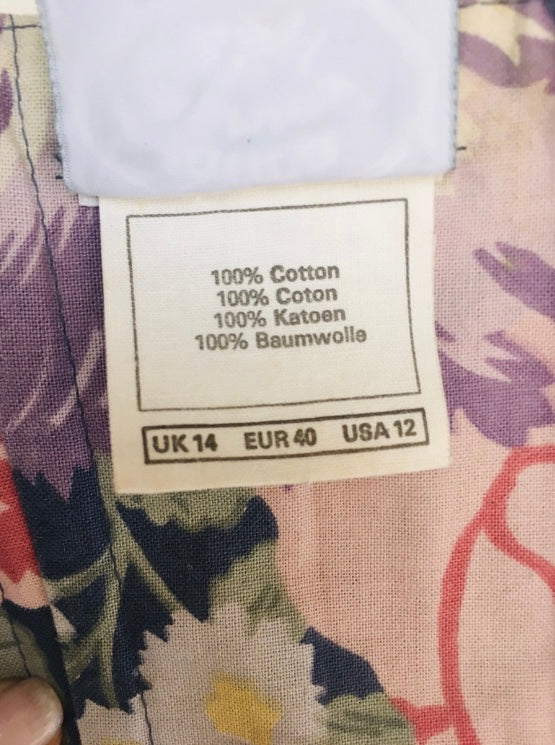 100% Cotton
100% Coton
100% Katoen
100% Baumwolle
UK 14 EUR 40 USA 12